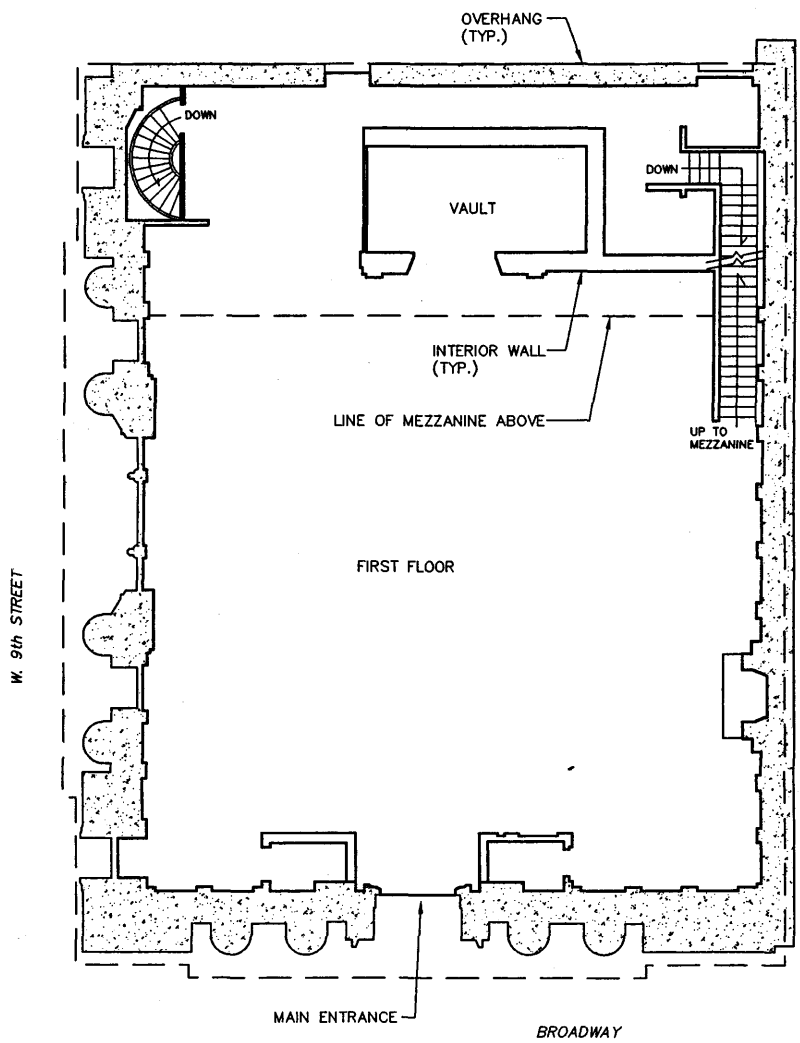 OVERHANG
(TYP.)
DOWN
DOWN
VAULT
INTERIOR WALL
(TYP.)
LINE OF MEZZANINE ABOVE
UP TO
MEZZANINE
FIRST FLOOR
W. 9th STREET
MAIN ENTRANCE
BROADWAY